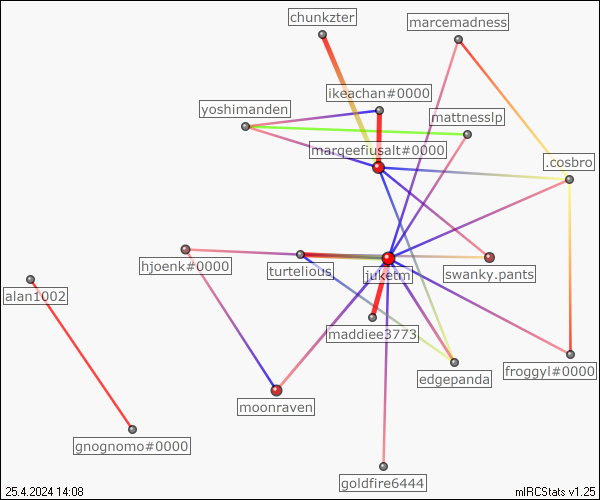 chunkzter
marcemadness
ikeachan#0000
yoshimanden
mattnesslp
marqeefiusalt#0000
.cosbro
hjoenk#0000
turtelious
juketm
swanky.pants
alan1002
maddiee3773
froggyl#0000
edgepanda
moonraven
gnognomo#0000
goldfire6444
25.4.2024 14:08
mIRCStats v1.25